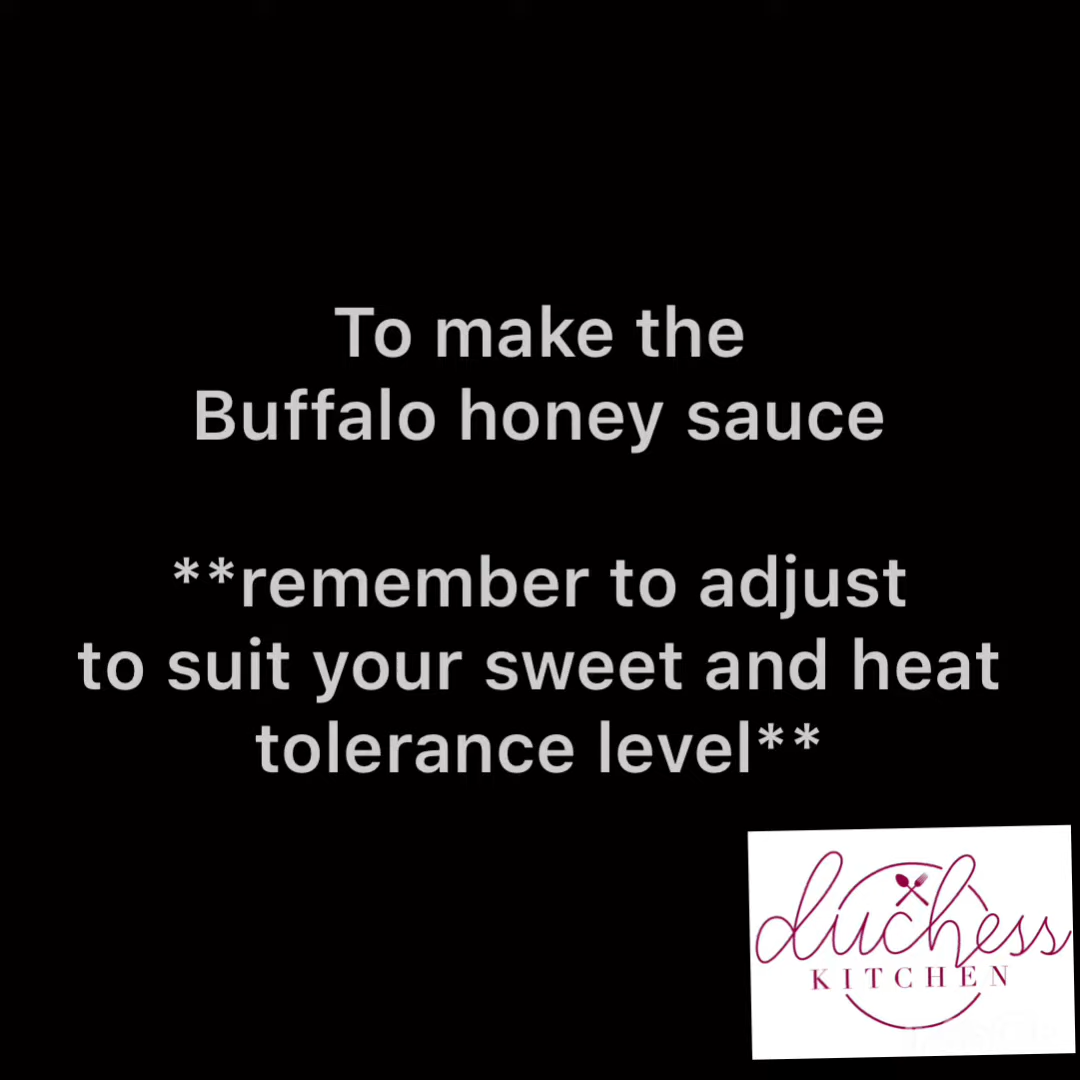 To make the
Buffalo honey sauce
**remember to adjust
to suit your sweet and heat
tolerance level**
duchess
KITCHEN